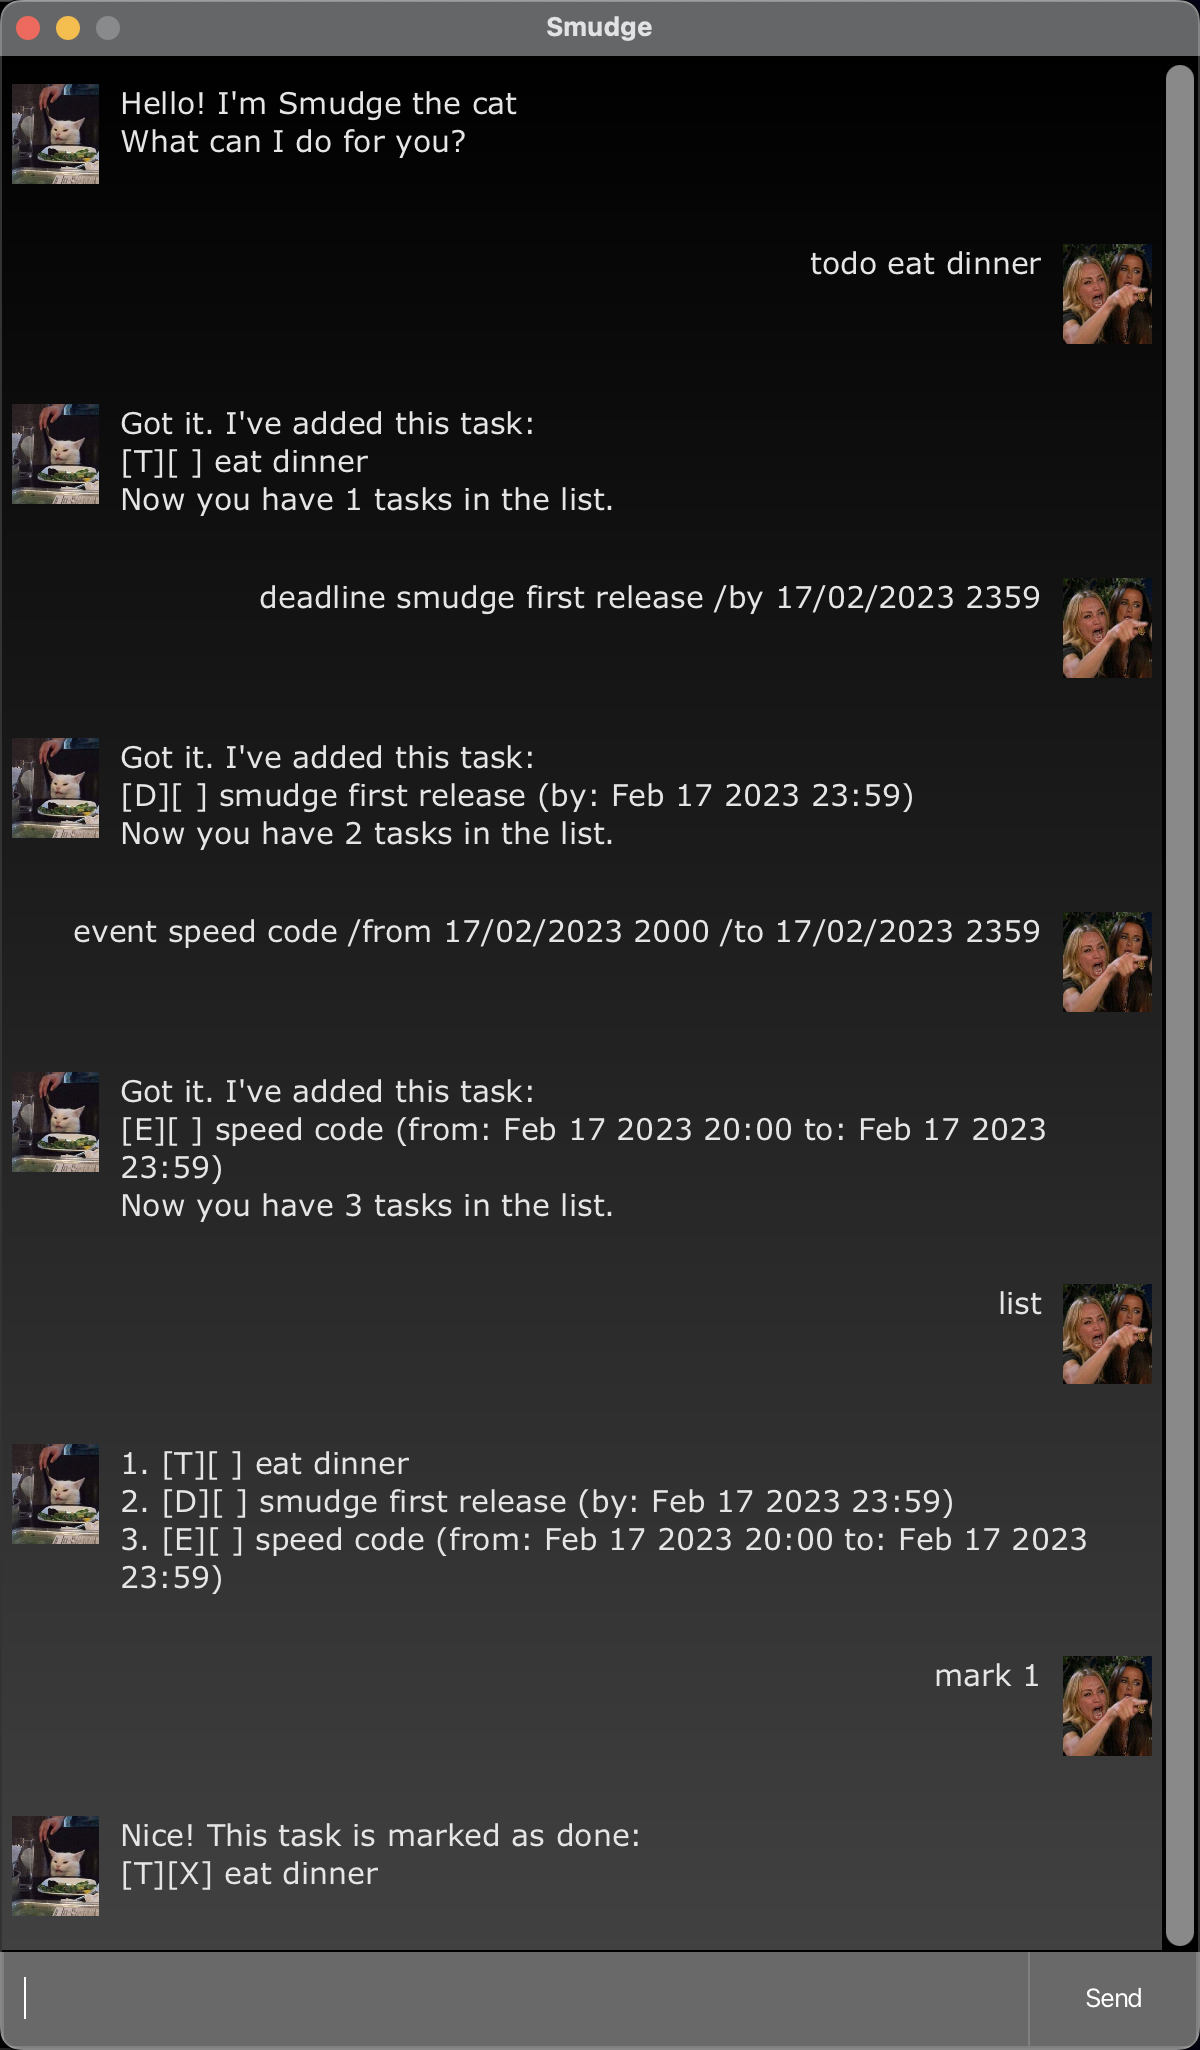 Smudge
Hello! I'm Smudge the cat
What can I do for you?
todo eat dinner
Got it. I've added this task:
[T][ ] eat dinner
Now you have 1 tasks in the list.
deadline smudge first release /by 17/02/2023 2359
Got it. I've added this task:
[D][ ] smudge first release (by: Feb 17 2023 23:59)
Now you have 2 tasks in the list.
event speed code /from 17/02/2023 2000 /to 17/02/2023 2359
Got it. I've added this task:
[E][ ] speed code (from: Feb 17 2023 20:00 to: Feb 17 2023
23:59)
Now you have 3 tasks in the list.
list
1. [T][ ] eat dinner
2. [D][ ] smudge first release (by: Feb 17 2023 23:59)
3. [E][ ] speed code (from: Feb 17 2023 20:00 to: Feb 17 2023
23:59)
mark 1
Nice! This task is marked as done:
[T][X] eat dinner
Send